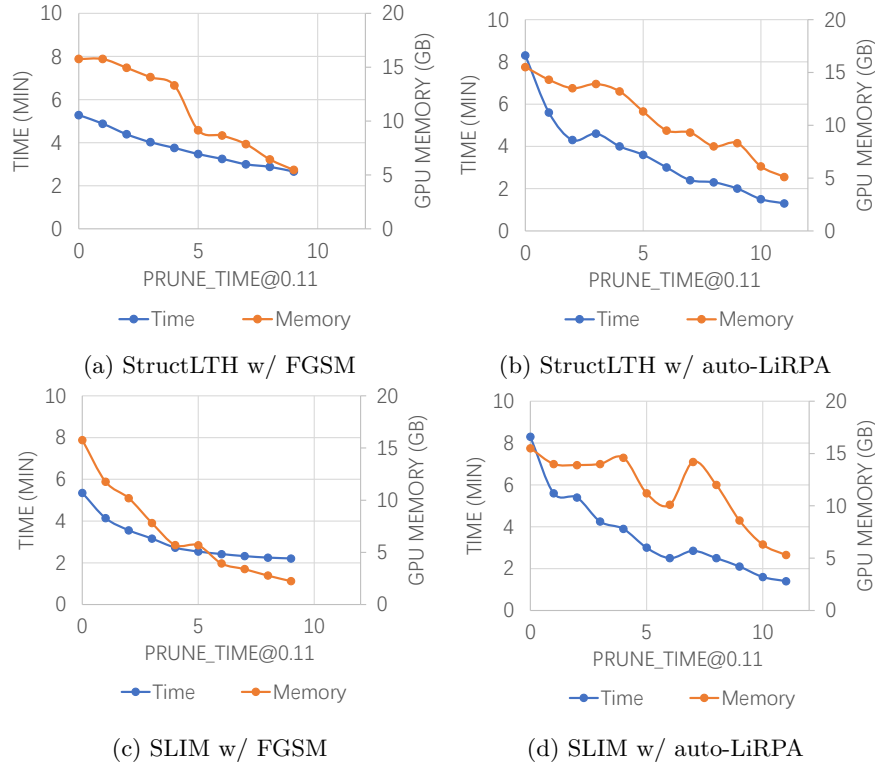 10
8
6
4
2
0
TIME (MIN)
20
15
10
5
0
GPU MEMORY (GB)
0 5 10
PRUNE_TIME@0.11
Time Memory
(a) StructLTH w/ FGSM
10
8
6
4
2
0
TIME (MIN)
20
15
10
5
0
GPU MEMORY (GB)
0 5 10
PRUNE_TIME@0.11
Time Memory
(b) StructLTH w/ auto-LiRPA
10
8
6
4
2
0
TIME (MIN)
20
15
10
5
0
GPU MEMORY (GB)
0 5 10
PRUNE_TIME@0.11
Time Memory
(c) SLIM w/ FGSM
10
8
6
4
2
0
TIME (MIN)
20
15
10
5
0
GPU MEMORY (GB)
0 5 10
PRUNE_TIME@0.11
Time Memory
(d) SLIM w/ auto-LiRPA